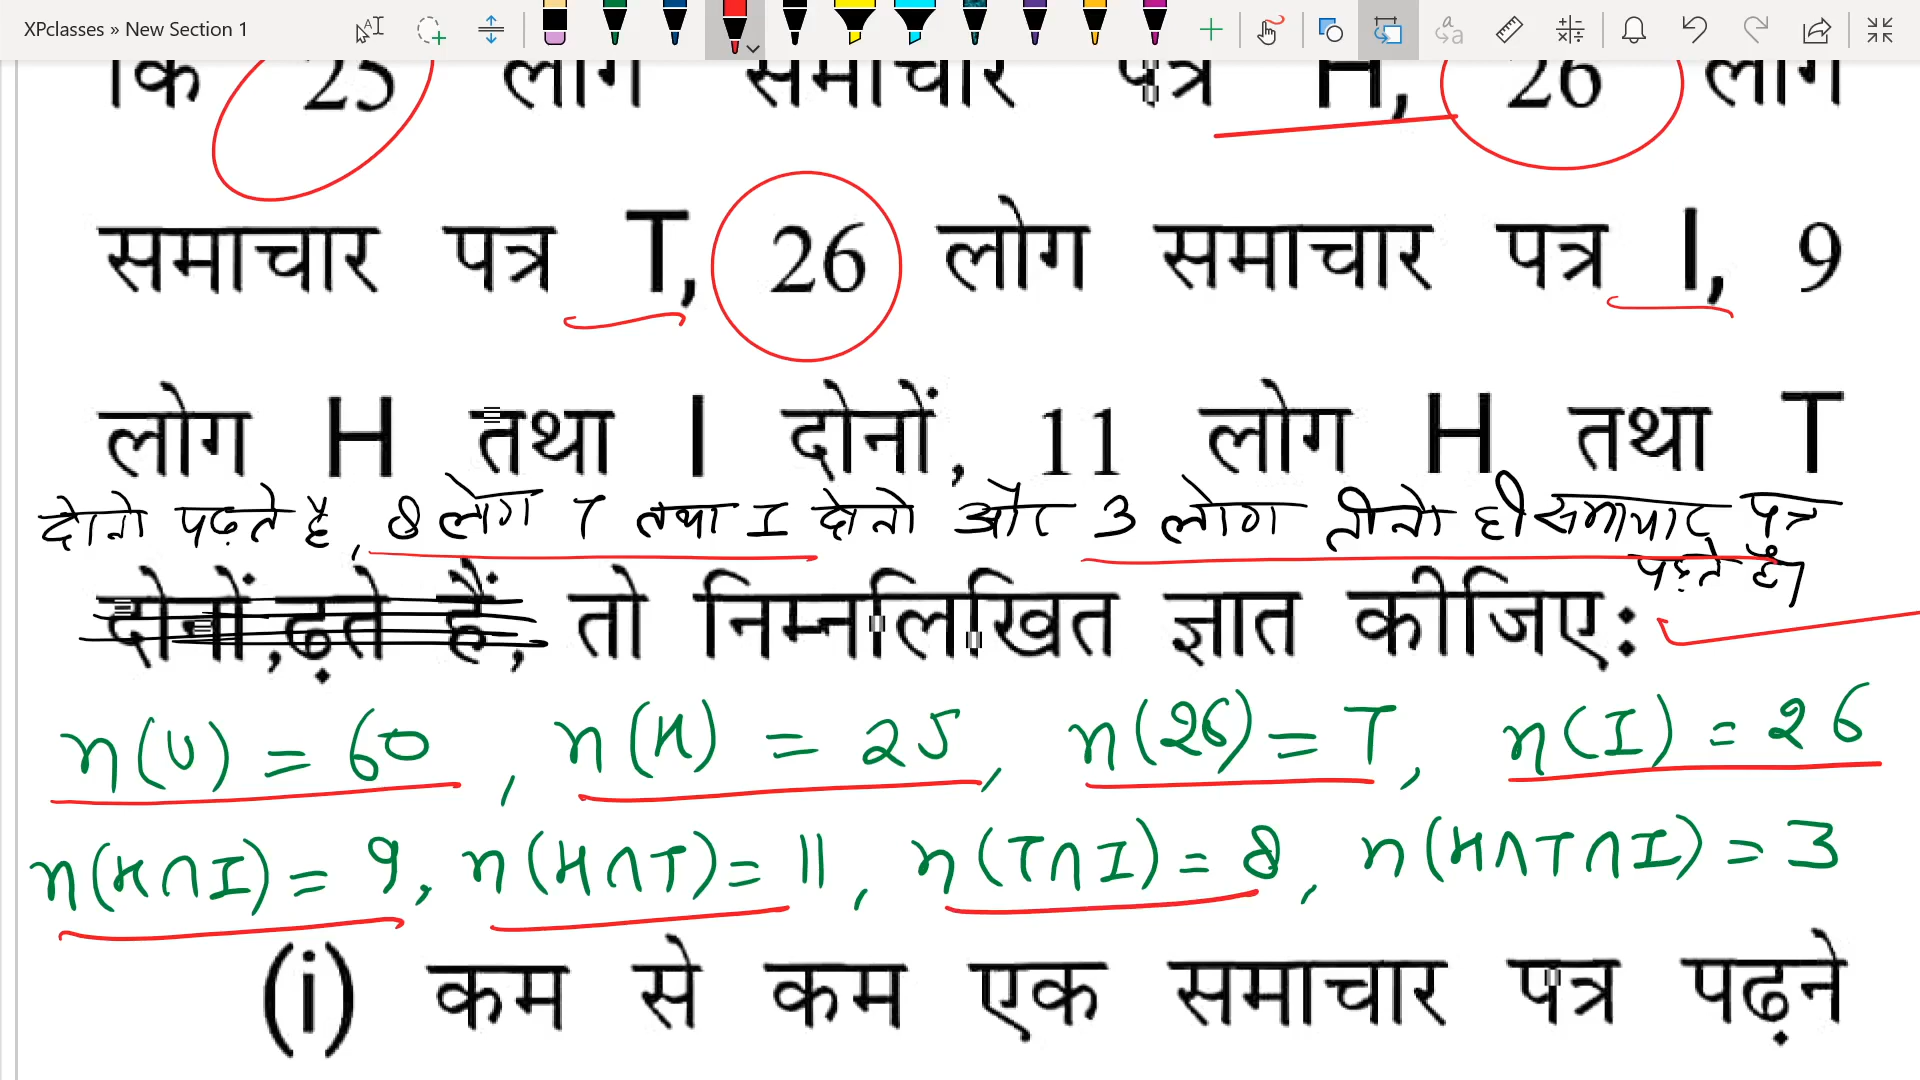 XPclasses » New Section 1
कि 25 लोग समाचार पत्र H, 26 लोग
समाचार पत्र T, 26 लोग समाचार पत्र I, 9
लोग H तथा I दोनों, 11 लोग H तथा T
दोनो पढ़ते है, 8 लोग T तथा I दोनो और 3 लोग तीनो ही समाचार पत्र
पढ़ते है।
दोनों,ढ़ते हैं, तो निम्नलिखित ज्ञात कीजिए:
n(U) = 60, n(H) = 25, n(26) = T, n(I) = 26
n(H∩I) = 9, n(H∩T) = 11, n(T∩I) = 8, n(H∩T∩I) = 3
(i) कम से कम एक समाचार पत्र पढ़ने